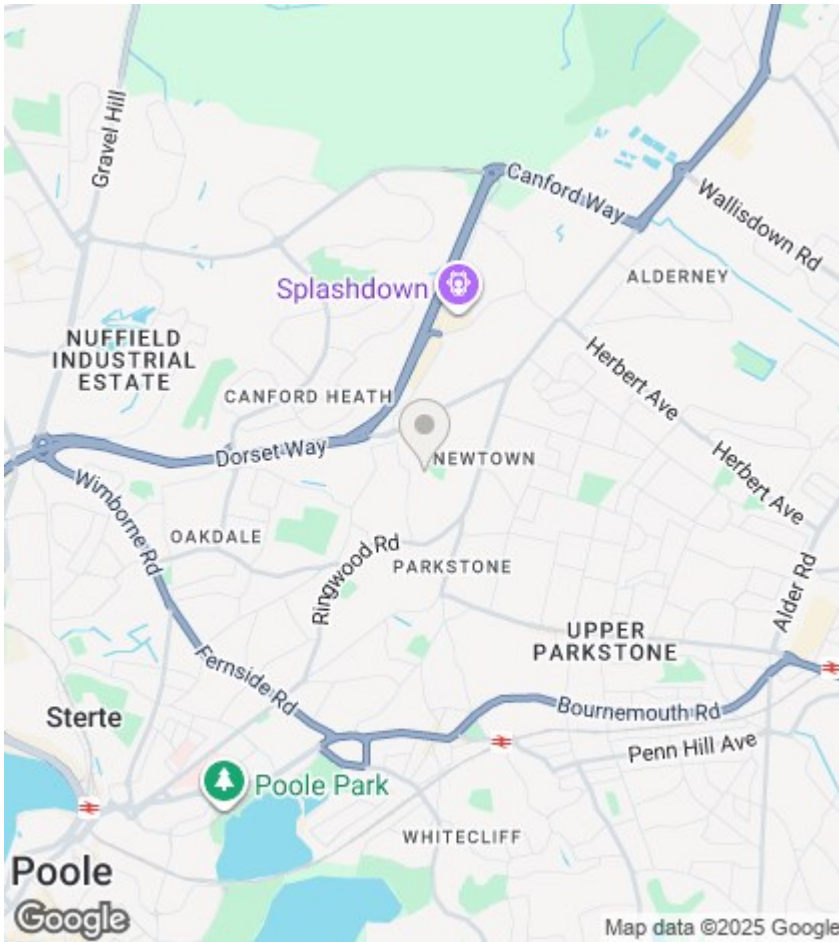 Gravel Hill
Canford Way
Wallisdown Rd
ALDERNEY
Splashdown
NUFFIELD
INDUSTRIAL
ESTATE
Herbert Ave
CANFORD HEATH
Dorset Way
NEWTOWN
Herbert Ave
Wimborne Rd
OAKDALE
Ringwood Rd
PARKSTONE
Alder Rd
UPPER
PARKSTONE
Fernside Rd
Sterte
Bournemouth Rd
Penn Hill Ave
Poole Park
WHITECLIFF
Poole
Google
Map data ©2025 Google